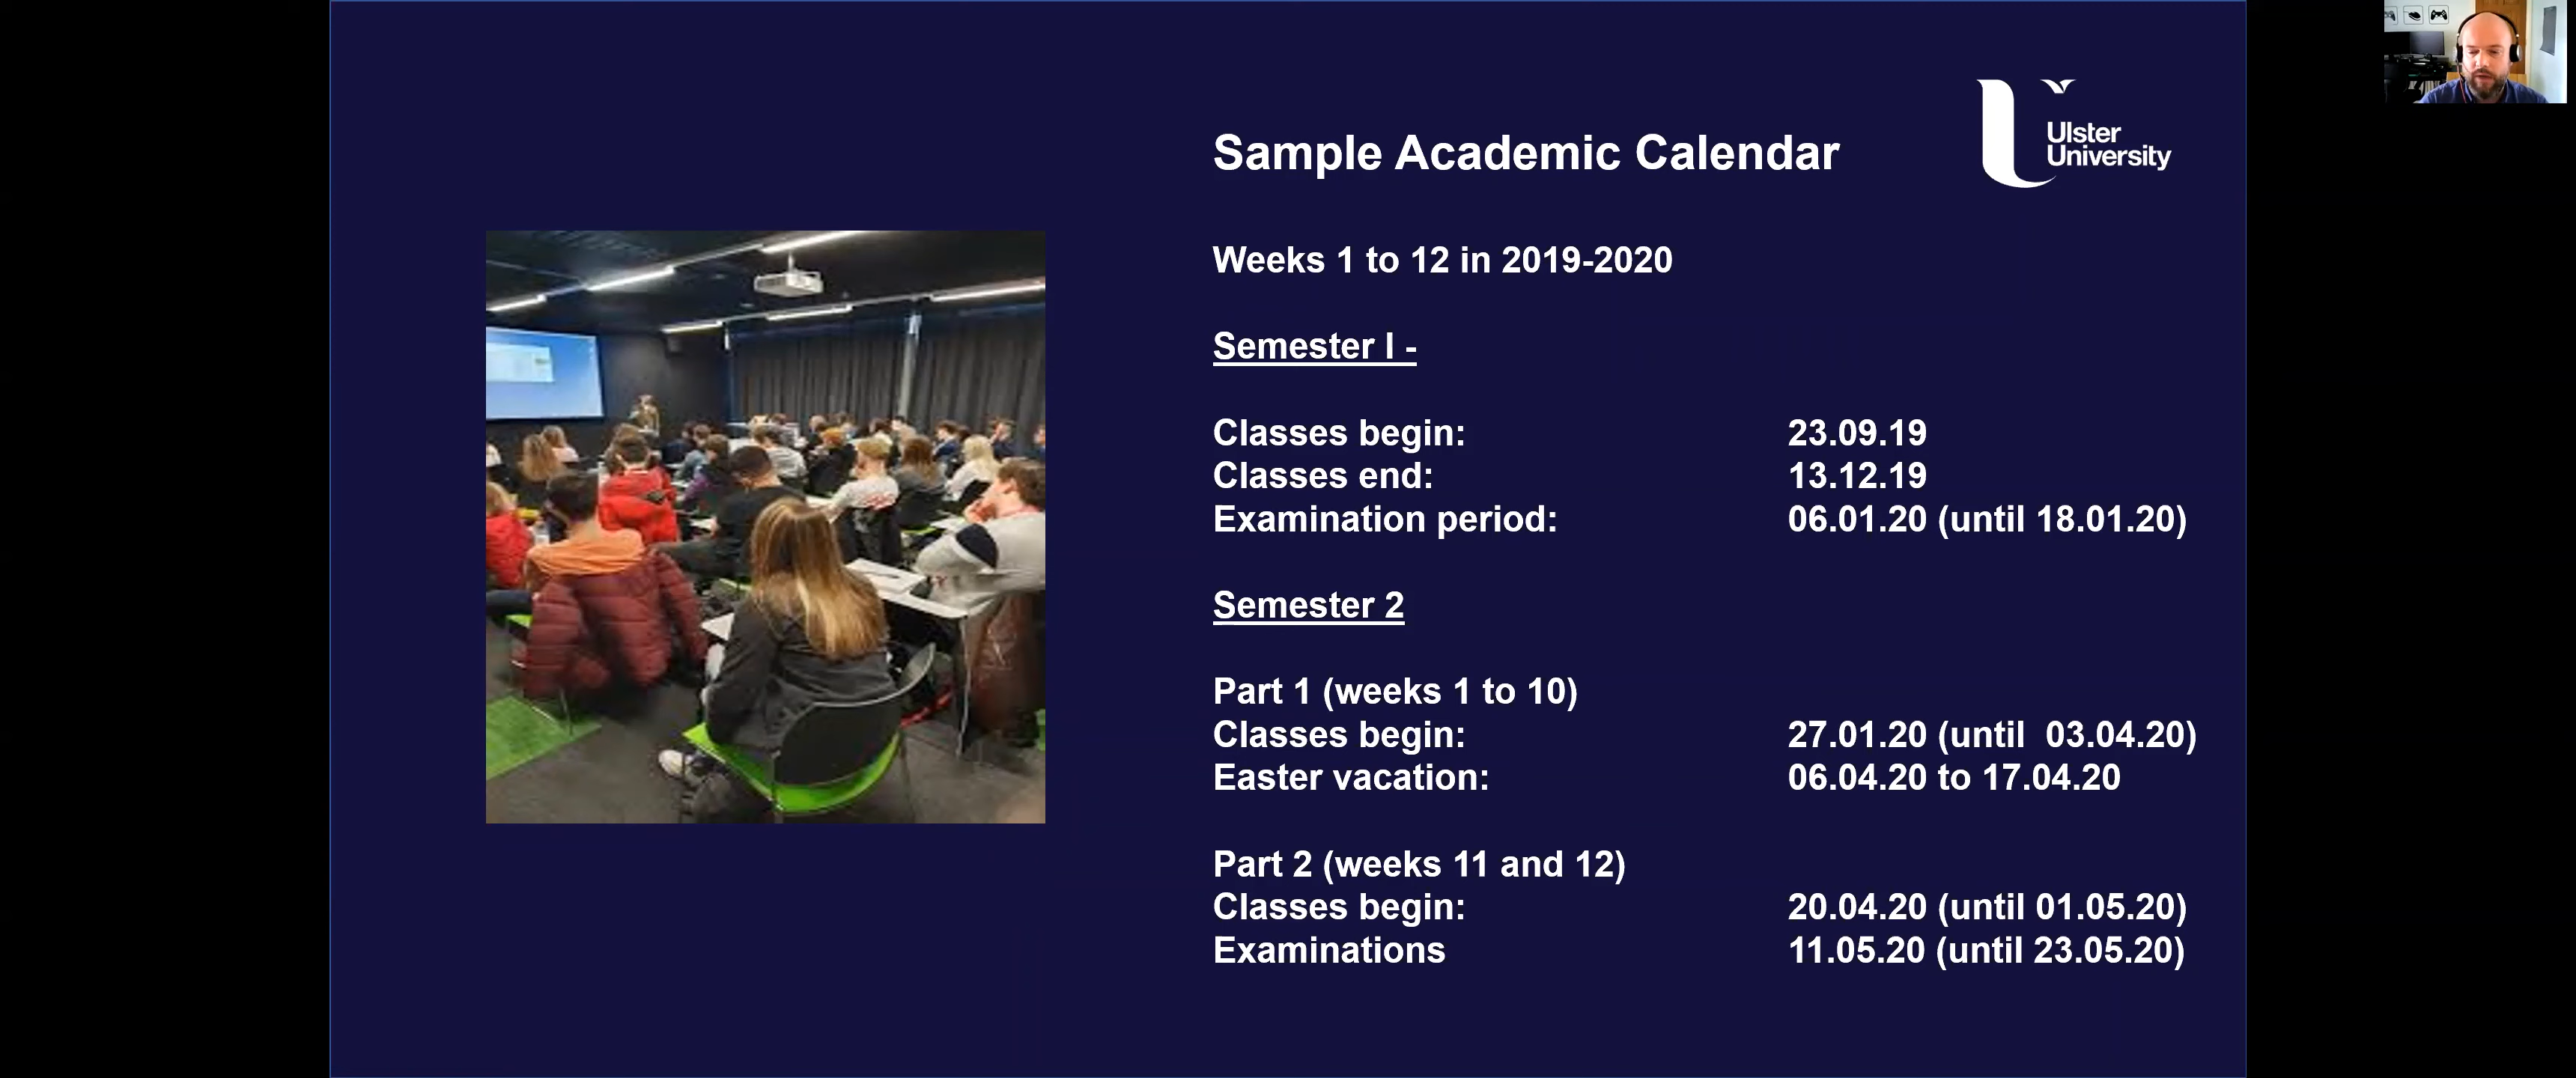 Sample Academic Calendar
Ulster
University
Weeks 1 to 12 in 2019-2020
Semester I -
Classes begin: 23.09.19
Classes end: 13.12.19
Examination period: 06.01.20 (until 18.01.20)
Semester 2
Part 1 (weeks 1 to 10)
Classes begin: 27.01.20 (until 03.04.20)
Easter vacation: 06.04.20 to 17.04.20
Part 2 (weeks 11 and 12)
Classes begin: 20.04.20 (until 01.05.20)
Examinations 11.05.20 (until 23.05.20)